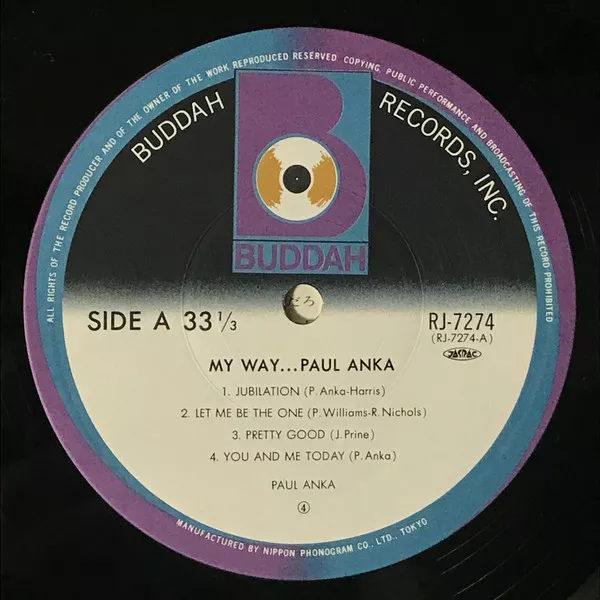 ALL RIGHTS OF THE RECORD PRODUCER AND OF THE OWNER OF THE WORK REPRODUCED RESERVED. COPYING, PUBLIC PERFORMANCE AND BROADCASTING OF THIS RECORD PROHIBITED
BUDDAH RECORDS, INC.
B
BUDDAH
SIDE A 33 1/3
RJ-7274
(RJ-7274-A)
JASRAC
MY WAY...PAUL ANKA
1. JUBILATION (P. Anka-Harris)
2. LET ME BE THE ONE (P. Williams-R. Nichols)
3. PRETTY GOOD (J. Prine)
4. YOU AND ME TODAY (P. Anka)
PAUL ANKA
④
MANUFACTURED BY NIPPON PHONOGRAM CO., LTD., TOKYO